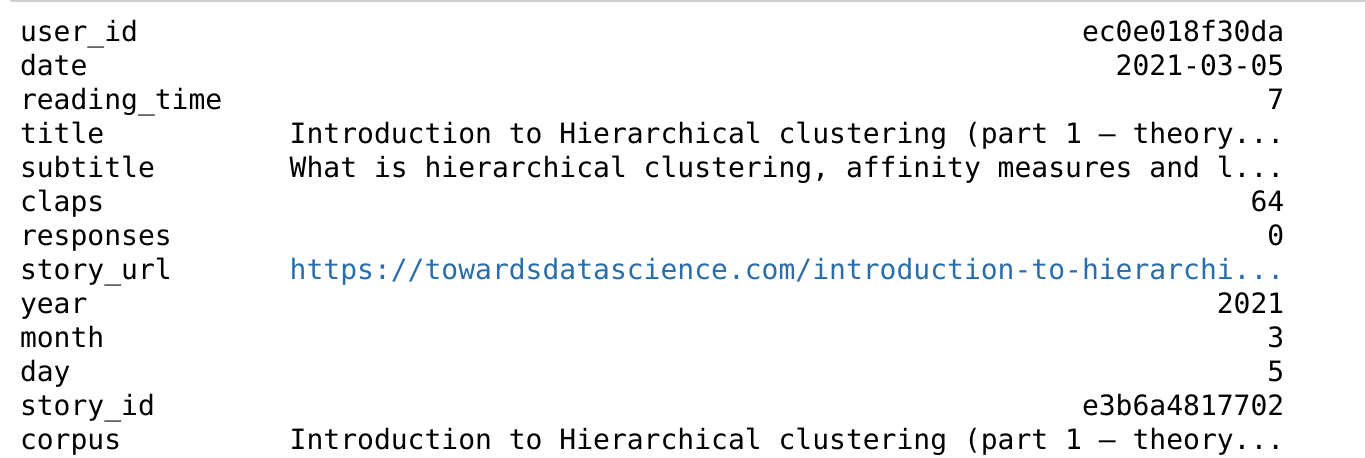 user_id ec0e018f30da
date 2021-03-05
reading_time 7
title Introduction to Hierarchical clustering (part 1 — theory...
subtitle What is hierarchical clustering, affinity measures and l...
claps 64
responses 0
story_url https://towardsdatascience.com/introduction-to-hierarchi...
year 2021
month 3
day 5
story_id e3b6a4817702
corpus Introduction to Hierarchical clustering (part 1 — theory...